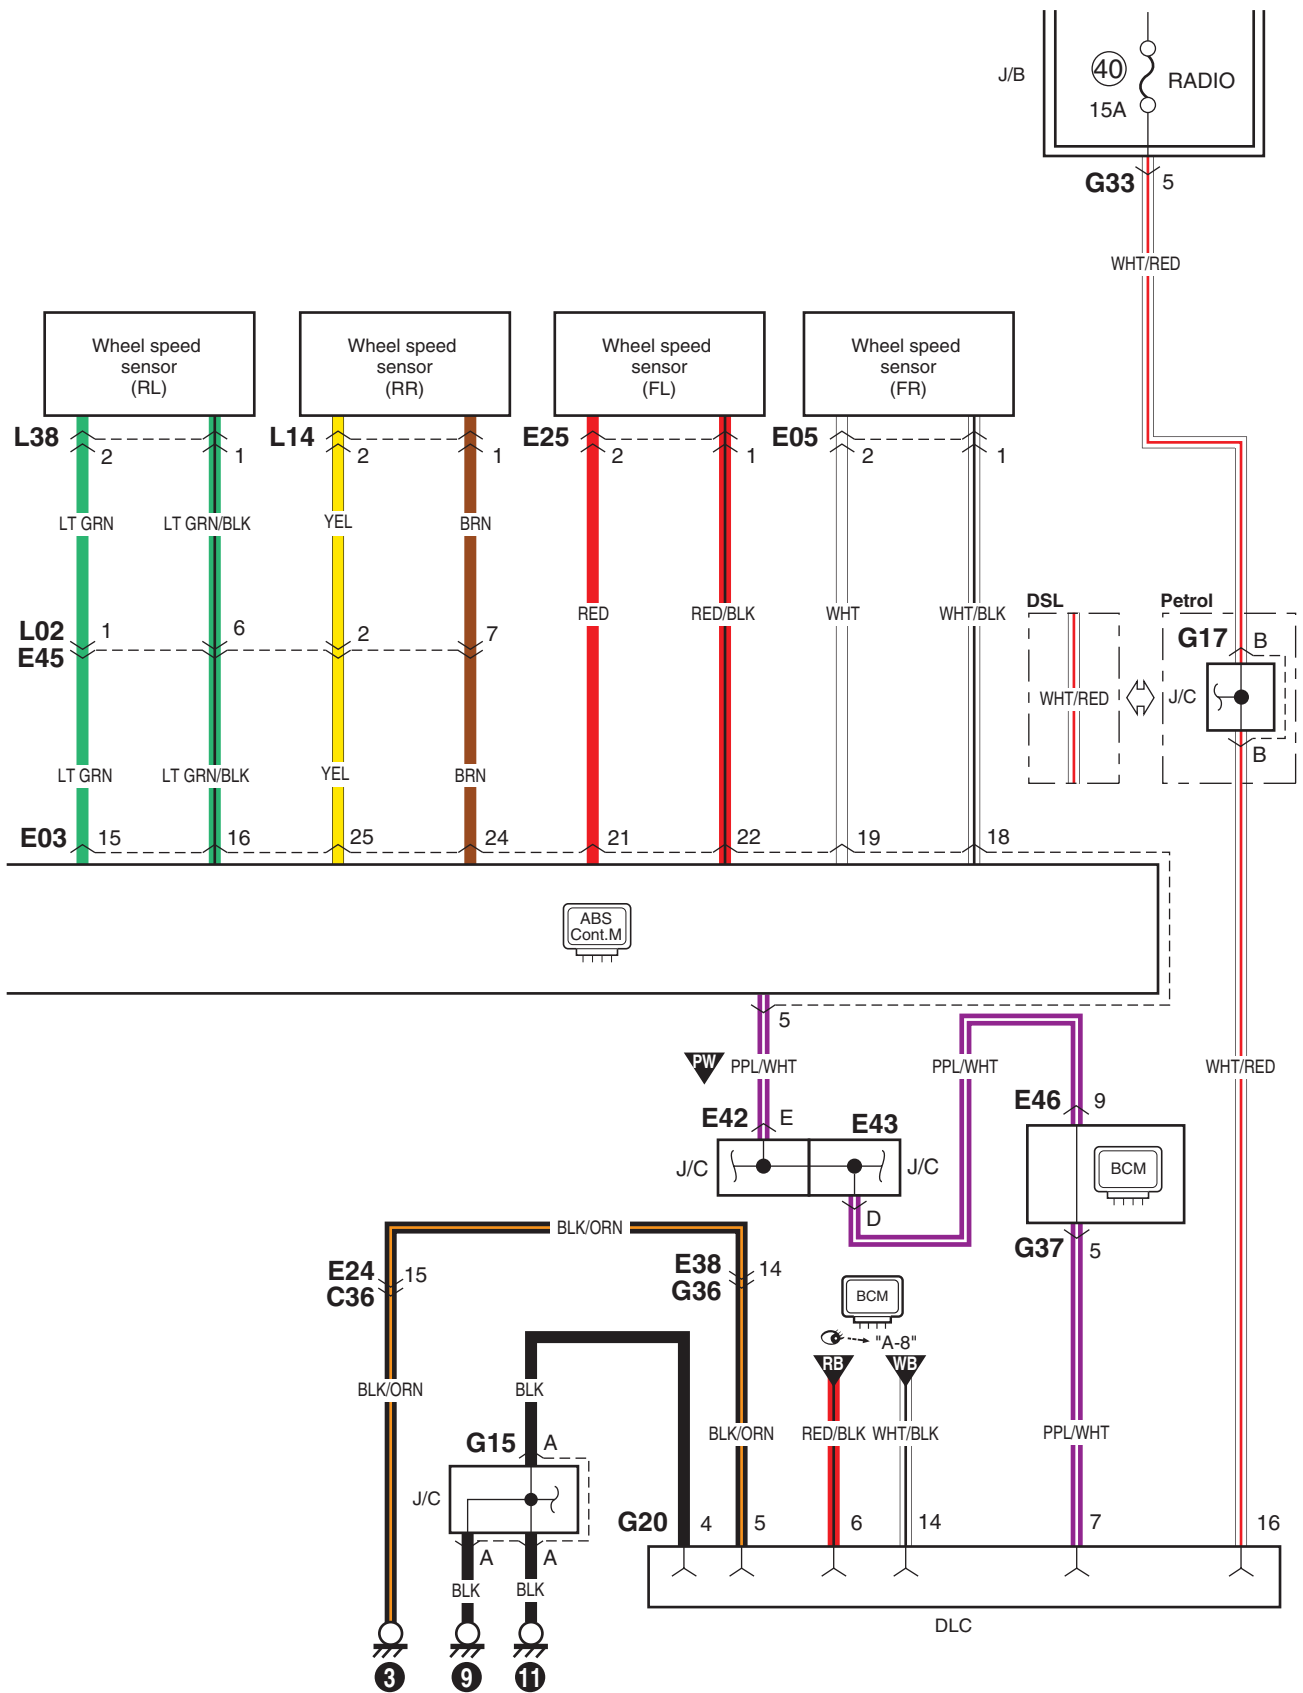 J/B
40
15A
RADIO
G33 5
WHT/RED
Wheel speed
sensor
(RL)
Wheel speed
sensor
(RR)
Wheel speed
sensor
(FL)
Wheel speed
sensor
(FR)
L38 2 1
L14 2 1
E25 2 1
E05 2 1
LT GRN LT GRN/BLK YEL BRN
RED RED/BLK WHT WHT/BLK
DSL
Petrol
L02 1 6 2 7
E45
G17 B
WHT/RED
J/C
B
LT GRN LT GRN/BLK YEL BRN
E03 15 16 25 24 21 22 19 18
ABS
Cont.M
5
PW PPL/WHT
PPL/WHT
WHT/RED
E42 E
E43
E46 9
J/C
J/C
BCM
D
BLK/ORN
G37 5
E24 15
C36
E38 14
G36
BCM
"A-8"
RB
WB
BLK/ORN
BLK
BLK/ORN
RED/BLK
WHT/BLK
PPL/WHT
G15 A
J/C
G20 4 5 6 14 7 16
A A
BLK
BLK
DLC
3
9
11